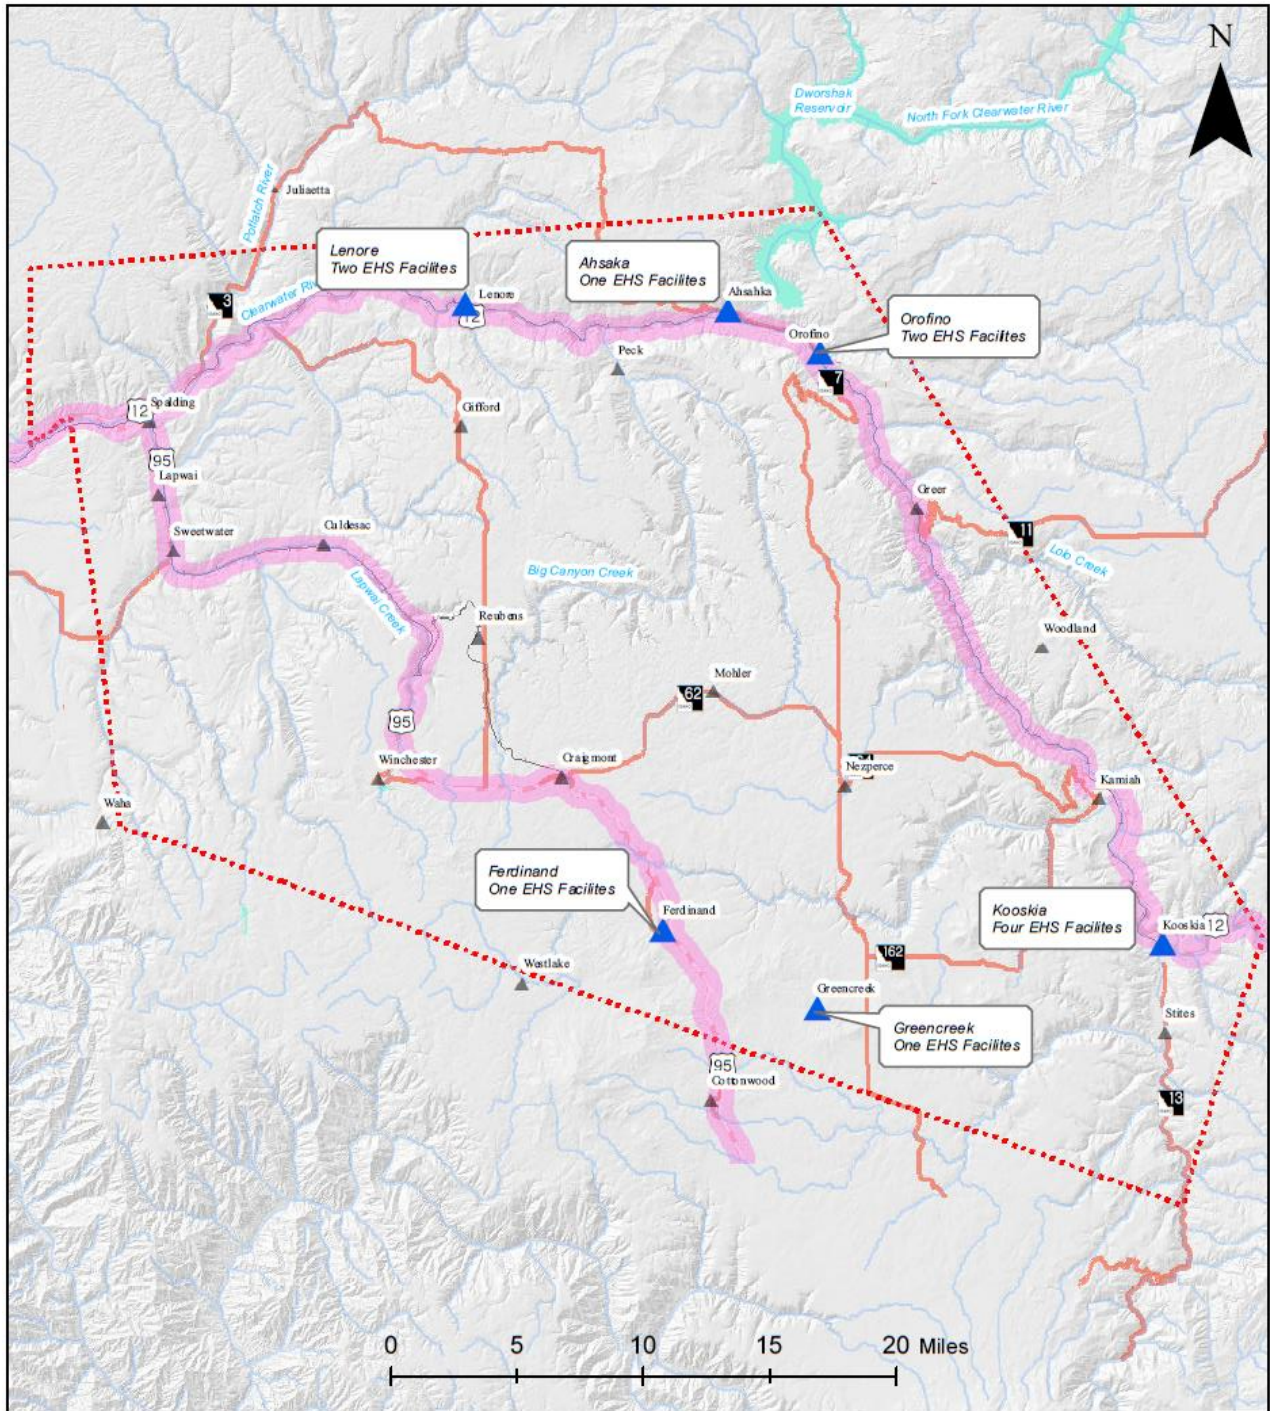 N
Dworshak
Reservoir
North Fork Clearwater River
Potlatch River
Juliaetta
Lenore
Two EHS Facilites
Ahsaka
One EHS Facilites
3
Clearwater Riv
Lenore
12
Ahsahka
Orofino
Two EHS Facilites
Orofino
Peck
7
12
Spalding
Gifford
95
Lapwai
Greer
Sweetwater
Culdesac
11
Lolo Creek
Big Canyon Creek
Lapwai Creek
Reubens
Woodland
Mohler
62
95
Winchester
Craigmont
Nezperce
Kamiah
Waha
Ferdinand
One EHS Facilites
Ferdinand
Kooskia
Four EHS Facilites
Kooskia
12
162
Westlake
Greencreek
Greencreek
One EHS Facilites
Stites
95
Cottonwood
13
0 5 10 15 20 Miles